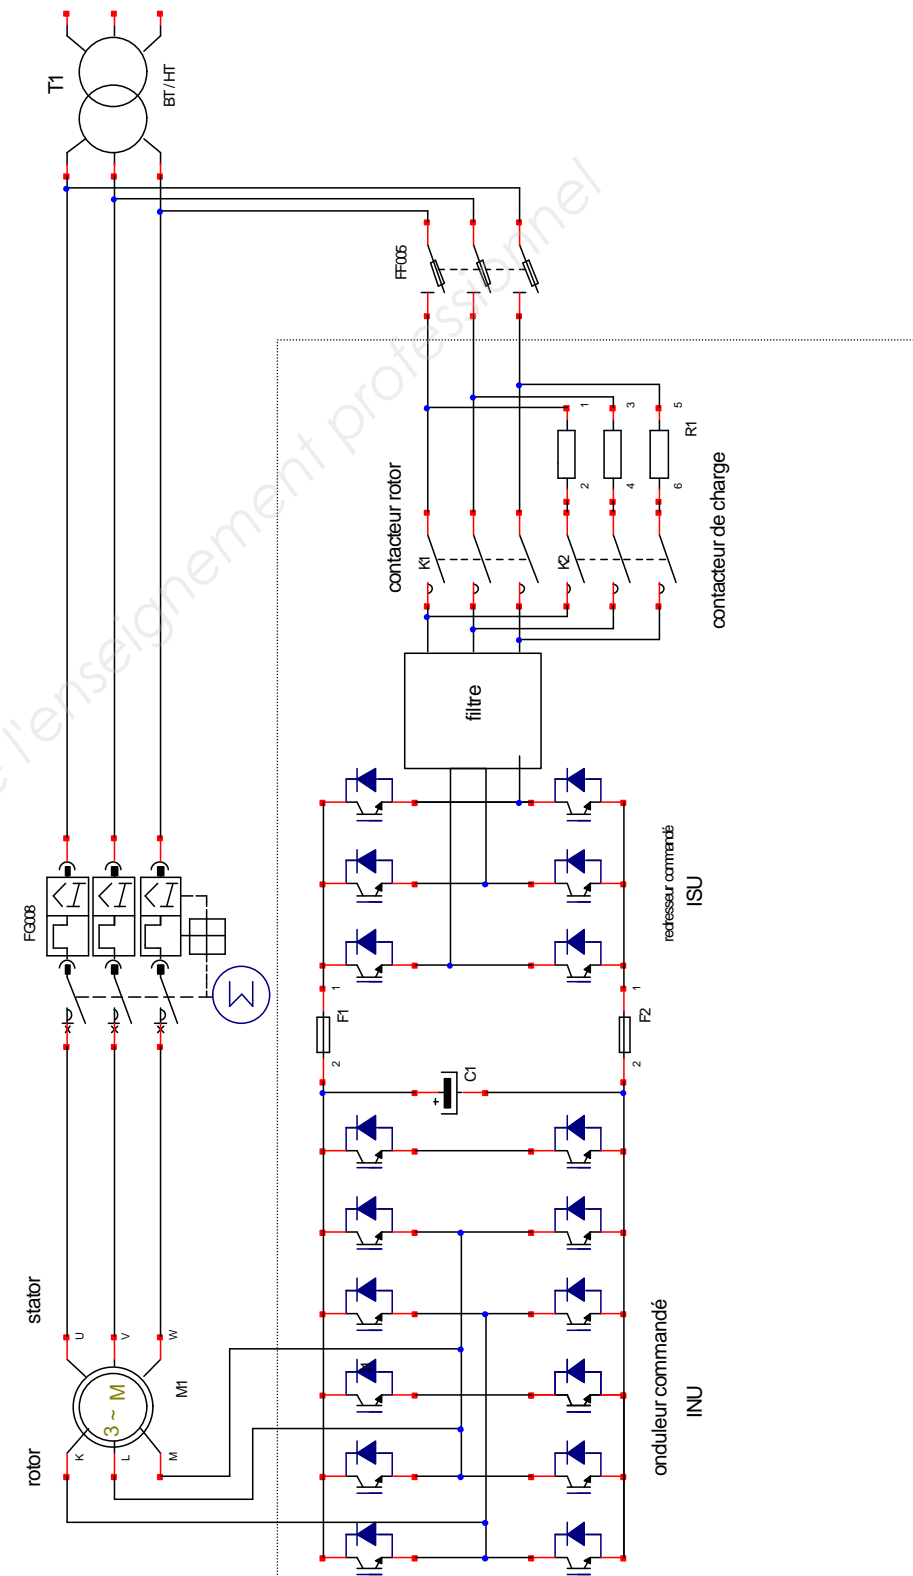 T1
BT / HT
FF005
l'enseignement professionnel
1
3
5
R1
2
4
6
contacteur rotor
K1
K2
contacteur de charge
filtre
redresseur commandé
ISU
FG008
M
1
F1
2
1
F2
2
C1
+
stator
U
V
W
M1
3 ~ M
rotor
K
L
M
onduleur commandé
INU